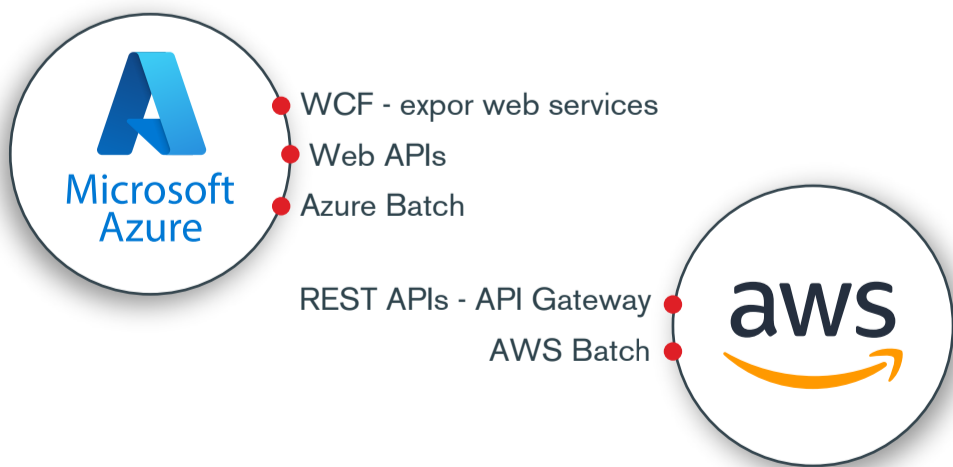 Microsoft
Azure
WCF - expor web services
Web APIs
Azure Batch
REST APIs - API Gateway
AWS Batch
aws